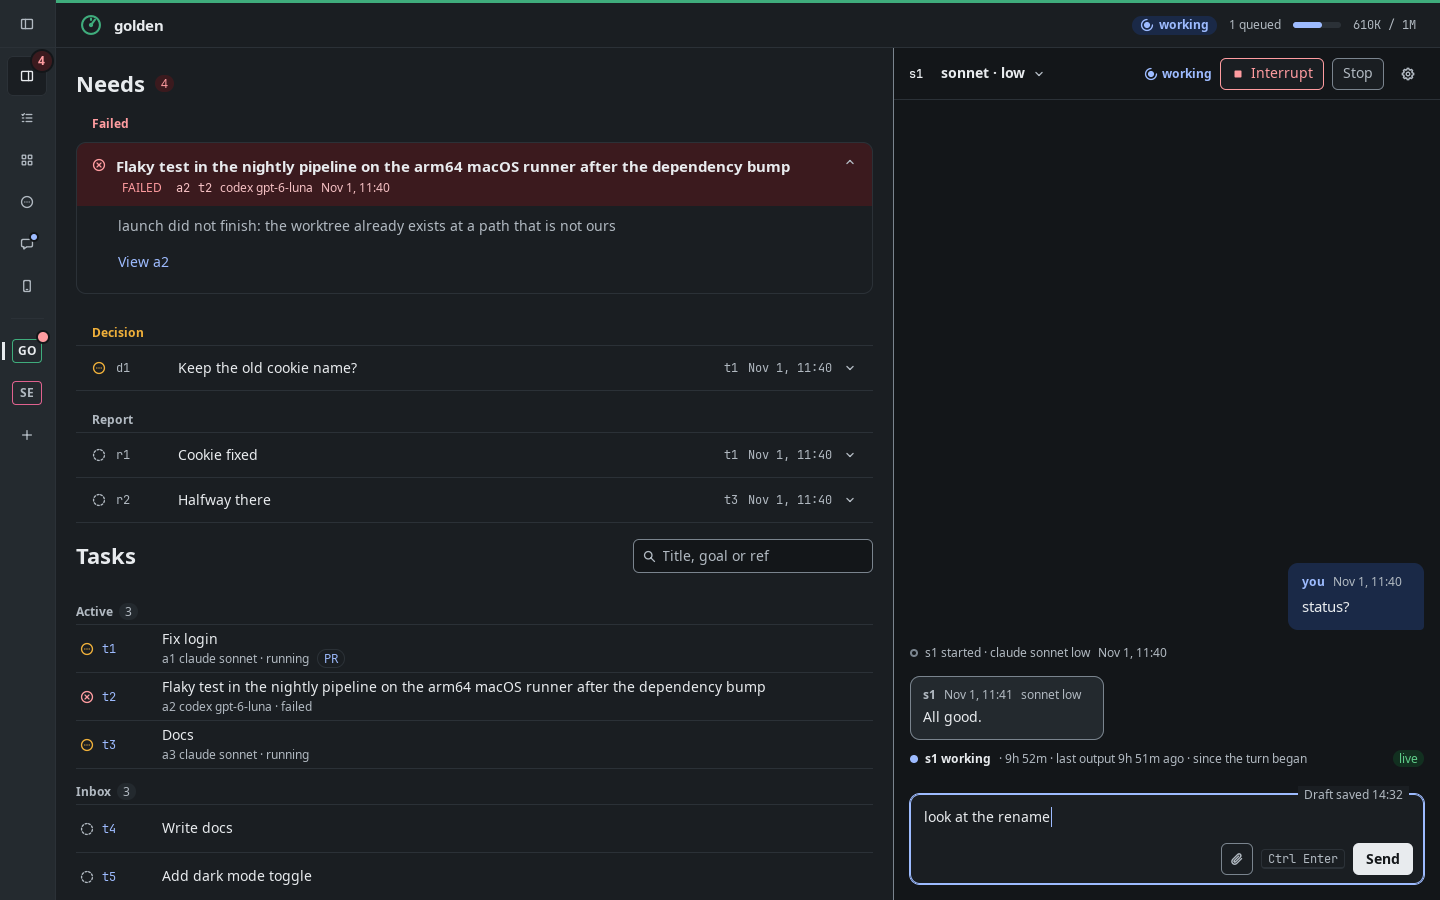 golden
working
1 queued
610K / 1M
4
GO
SE
Needs 4
Failed
Flaky test in the nightly pipeline on the arm64 macOS runner after the dependency bump
FAILED a2 t2 codex gpt-6-luna Nov 1, 11:40
launch did not finish: the worktree already exists at a path that is not ours
View a2
Decision
d1 Keep the old cookie name? t1 Nov 1, 11:40
Report
r1 Cookie fixed t1 Nov 1, 11:40
r2 Halfway there t3 Nov 1, 11:40
Tasks
Title, goal or ref
Active 3
t1 Fix login
a1 claude sonnet · running PR
t2 Flaky test in the nightly pipeline on the arm64 macOS runner after the dependency bump
a2 codex gpt-6-luna · failed
t3 Docs
a3 claude sonnet · running
Inbox 3
t4 Write docs
t5 Add dark mode toggle
s1 sonnet · low
working
Interrupt
Stop
you Nov 1, 11:40
status?
s1 started · claude sonnet low Nov 1, 11:40
s1 Nov 1, 11:41 sonnet low
All good.
s1 working · 9h 52m · last output 9h 51m ago · since the turn began
live
Draft saved 14:32
look at the rename
Ctrl Enter
Send